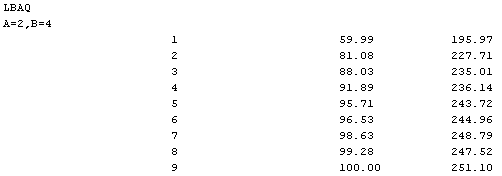 LBAQ
A=2,B=4
1 59.99 195.97
2 81.08 227.71
3 88.03 235.01
4 91.89 236.14
5 95.71 243.72
6 96.53 244.96
7 98.63 248.79
8 99.28 247.52
9 100.00 251.10